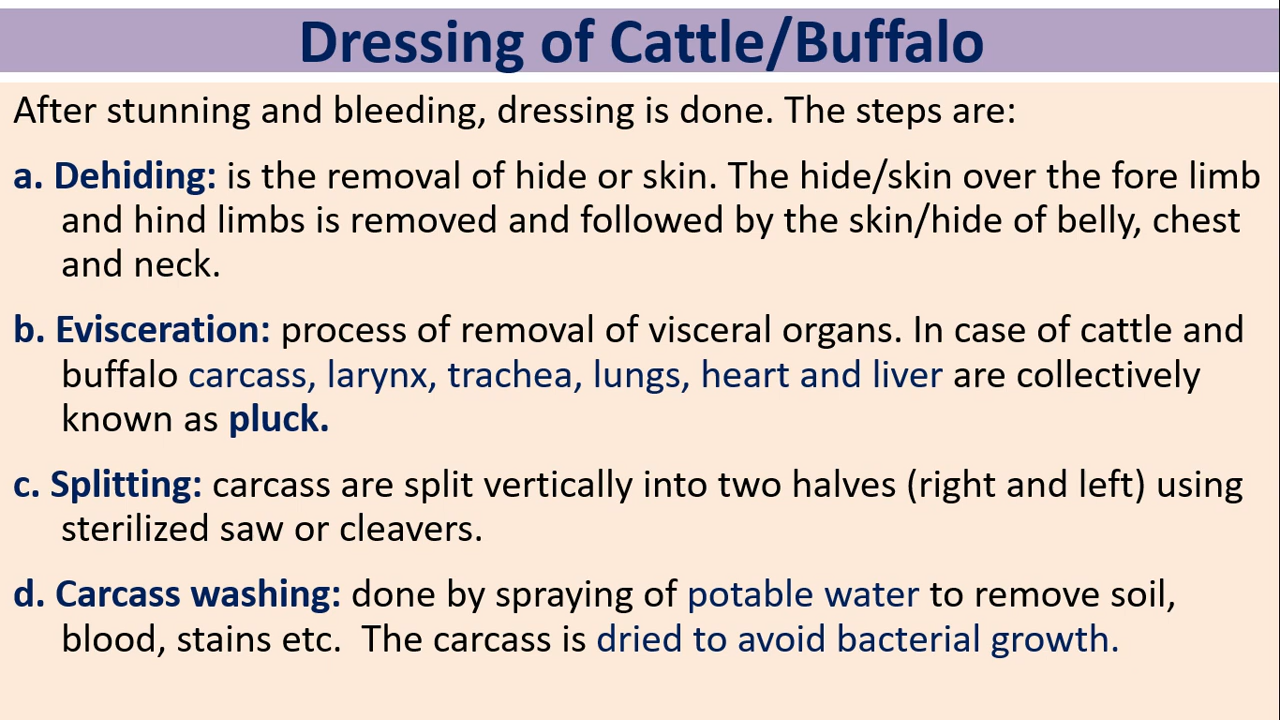 Dressing of Cattle/Buffalo
After stunning and bleeding, dressing is done. The steps are:
a. Dehiding: is the removal of hide or skin. The hide/skin over the fore limb
and hind limbs is removed and followed by the skin/hide of belly, chest
and neck.
b. Evisceration: process of removal of visceral organs. In case of cattle and
buffalo carcass, larynx, trachea, lungs, heart and liver are collectively
known as pluck.
c. Splitting: carcass are split vertically into two halves (right and left) using
sterilized saw or cleavers.
d. Carcass washing: done by spraying of potable water to remove soil,
blood, stains etc.  The carcass is dried to avoid bacterial growth.